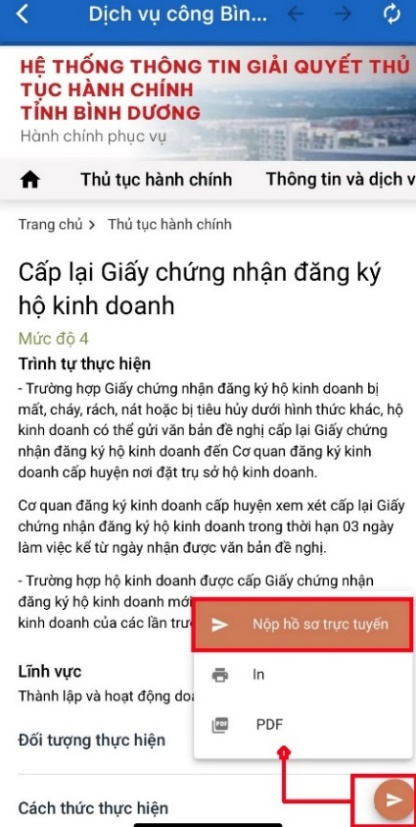 Dịch vụ công Bìn...
HỆ THỐNG THÔNG TIN GIẢI QUYẾT THỦ
TỤC HÀNH CHÍNH
TỈNH BÌNH DƯƠNG
Hành chính phục vụ
Thủ tục hành chính Thông tin và dịch v
Trang chủ > Thủ tục hành chính
Cấp lại Giấy chứng nhận đăng ký
hộ kinh doanh
Mức độ 4
Trình tự thực hiện
- Trường hợp Giấy chứng nhận đăng ký hộ kinh doanh bị
mất, cháy, rách, nát hoặc bị tiêu hủy dưới hình thức khác, hộ
kinh doanh có thể gửi văn bản đề nghị cấp lại Giấy chứng
nhận đăng ký hộ kinh doanh đến Cơ quan đăng ký kinh
doanh cấp huyện nơi đặt trụ sở hộ kinh doanh.
Cơ quan đăng ký kinh doanh cấp huyện xem xét cấp lại Giấy
chứng nhận đăng ký hộ kinh doanh trong thời hạn 03 ngày
làm việc kể từ ngày nhận được văn bản đề nghị.
- Trường hợp hộ kinh doanh được cấp Giấy chứng nhận
đăng ký hộ kinh doanh mới
kinh doanh của các lần trư
Nộp hồ sơ trực tuyến
In
PDF
Lĩnh vực
Thành lập và hoạt động doa
Đối tượng thực hiện
Cách thức thực hiện